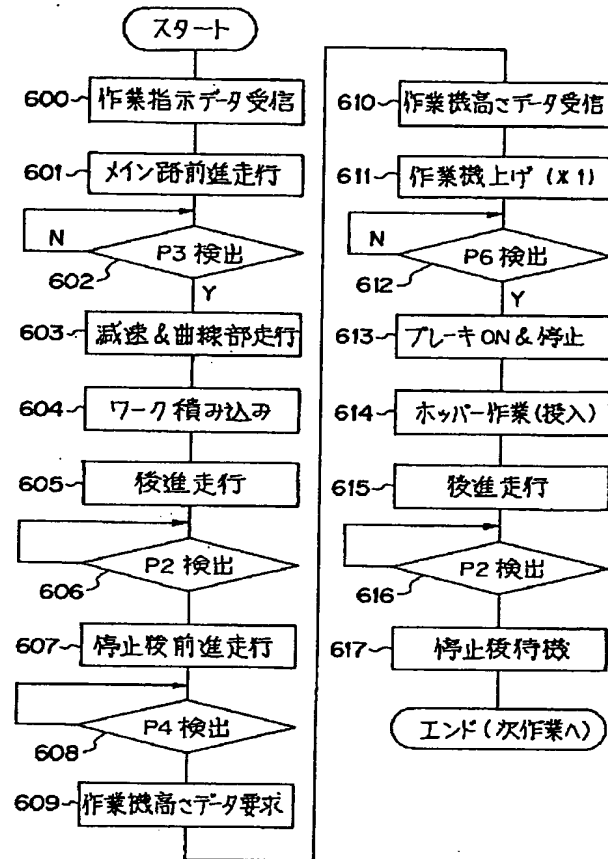 スタート
600 作業指示データ受信
601 メイン路前進走行
N P3 検出
602
Y
603 減速&曲線部走行
604 ワーク積み込み
605 後進走行
P2 検出
606
607 停止後前進走行
P4 検出
608
609 作業機高さデータ要求
610 作業機高さデータ受信
611 作業機上げ (※1)
N P6 検出
612
Y
613 ブレーキON&停止
614 ホッパー作業(投入)
615 後進走行
P2 検出
616
617 停止後待機
エンド(次作業へ)